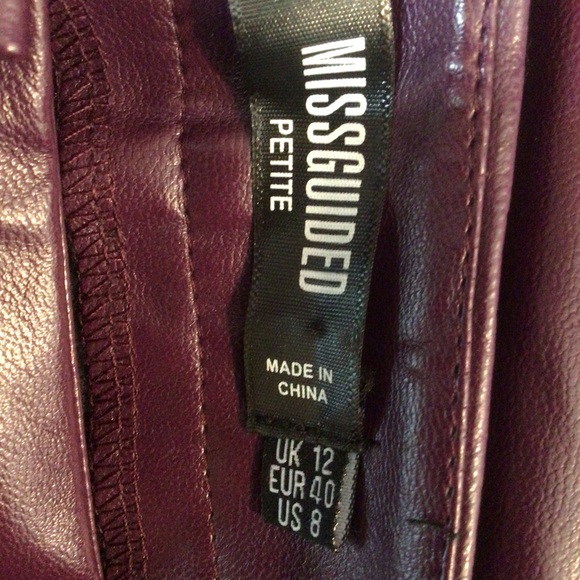 MISSGUIDED
PETITE
MADE IN
CHINA
UK 12
EUR 40
US 8